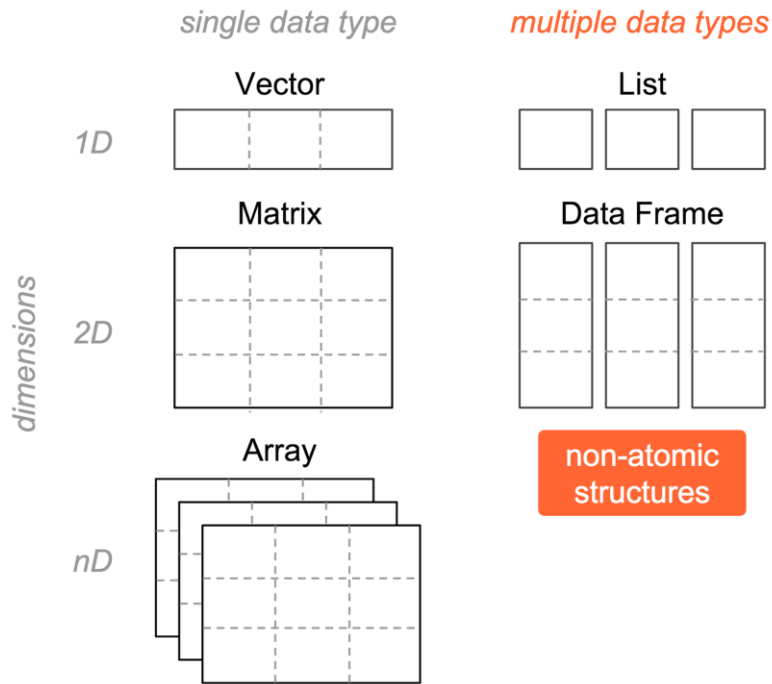 single data type
multiple data types
Vector
List
1D
Matrix
Data Frame
dimensions
2D
Array
non-atomic
structures
nD